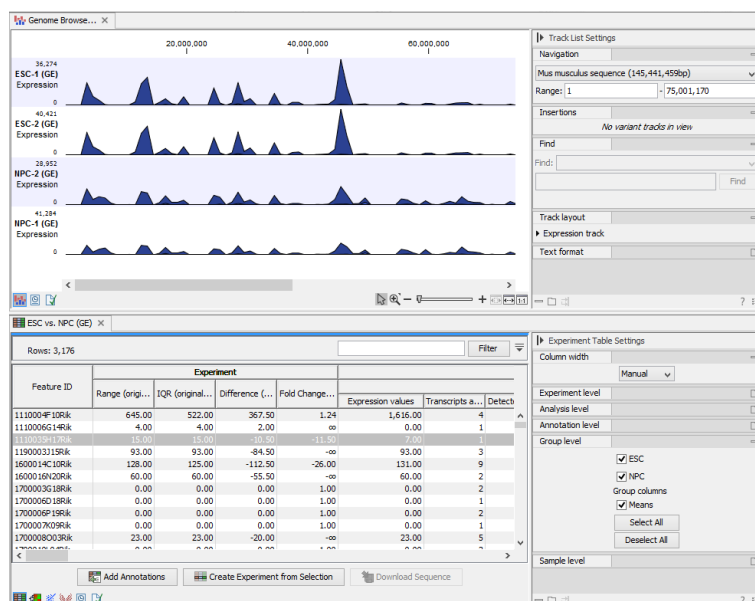 Genome Browse... ×
20,000,000 40,000,000 60,000,000
36,274
ESC-1 (GE)
Expression
0
40,421
ESC-2 (GE)
Expression
0
28,952
NPC-2 (GE)
Expression
0
41,284
NPC-1 (GE)
Expression
0
Track List Settings
Navigation
Mus musculus sequence (145,441,459bp)
Range: 1 - 75,001,170
Insertions
No variant tracks in view
Find
Find:
Find
Track layout
Expression track
Text format
1:1
?
ESC vs. NPC (GE) ×
Rows: 3,176 Filter
Experiment
Feature ID Range (origi... IQR (original... Difference (... Fold Change... Expression values Transcripts a... Detect
1110004F10Rik 645.00 522.00 367.50 1.24 1,616.00 4
1110006G14Rik 4.00 4.00 2.00 ∞ 0.00 1
1110035H17Rik 15.00 15.00 -10.50 -11.50 7.00 1
1190003J15Rik 93.00 93.00 -84.50 -∞ 93.00 3
1600014C10Rik 128.00 125.00 -112.50 -26.00 131.00 9
1600016N20Rik 60.00 60.00 -55.50 -∞ 60.00 2
1700003G18Rik 0.00 0.00 0.00 1.00 0.00 2
1700006D18Rik 0.00 0.00 0.00 1.00 0.00 1
1700006P19Rik 0.00 0.00 0.00 1.00 0.00 2
1700007K09Rik 0.00 0.00 0.00 1.00 0.00 1
1700008O03Rik 23.00 23.00 -20.00 -∞ 23.00 5
Add Annotations Create Experiment from Selection Download Sequence
Experiment Table Settings
Column width
Manual
Experiment level
Analysis level
Annotation level
Group level
ESC
NPC
Group columns
Means
Select All
Deselect All
Sample level
?